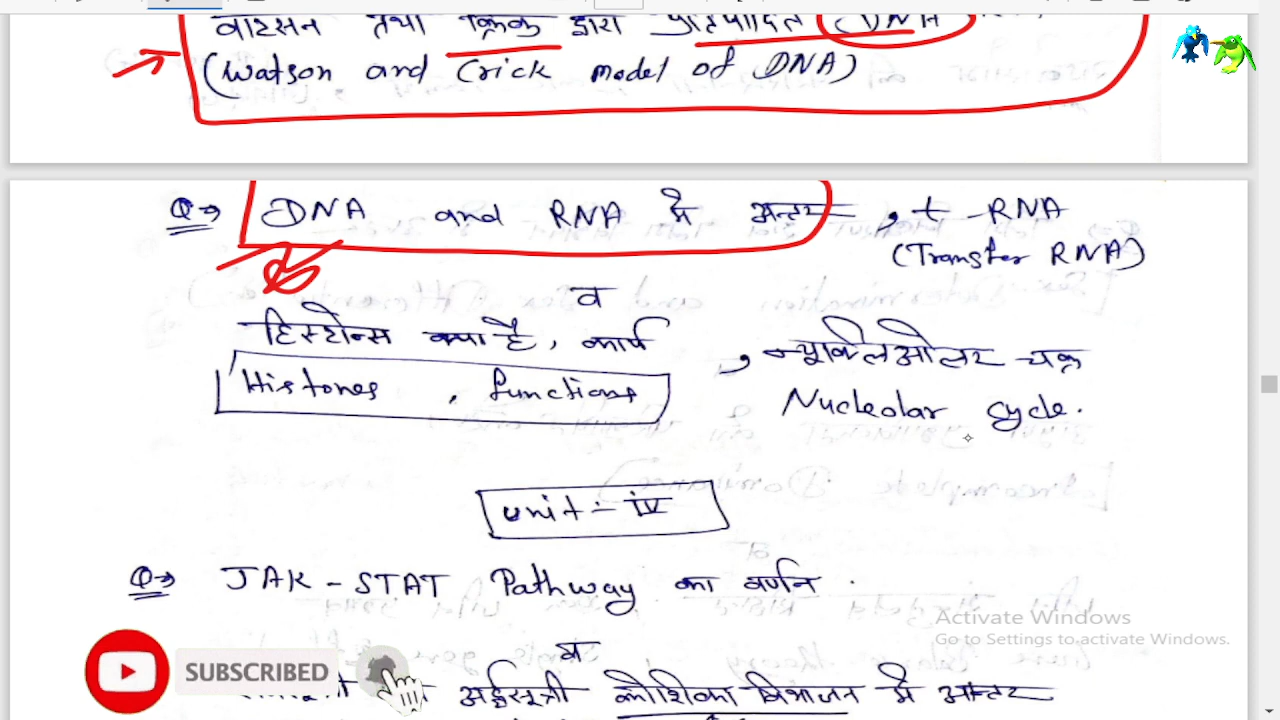 वाटसन तथा क्रिक द्वारा प्रतिपादित DNA
(Watson and Crick model of DNA)
Q→ DNA and RNA में अन्तर , t-RNA
(Transfer RNA)
व
हिस्टोन्स क्या है, कार्य , न्यूक्लिओलर चक्र
Histones , functions
Nucleolar cycle.
unit - IV
Q→ JAK-STAT Pathway का वर्णन .
व
अर्द्धसूत्री कोशिका विभाजन में अन्तर
SUBSCRIBED
Activate Windows
Go to Settings to activate Windows.